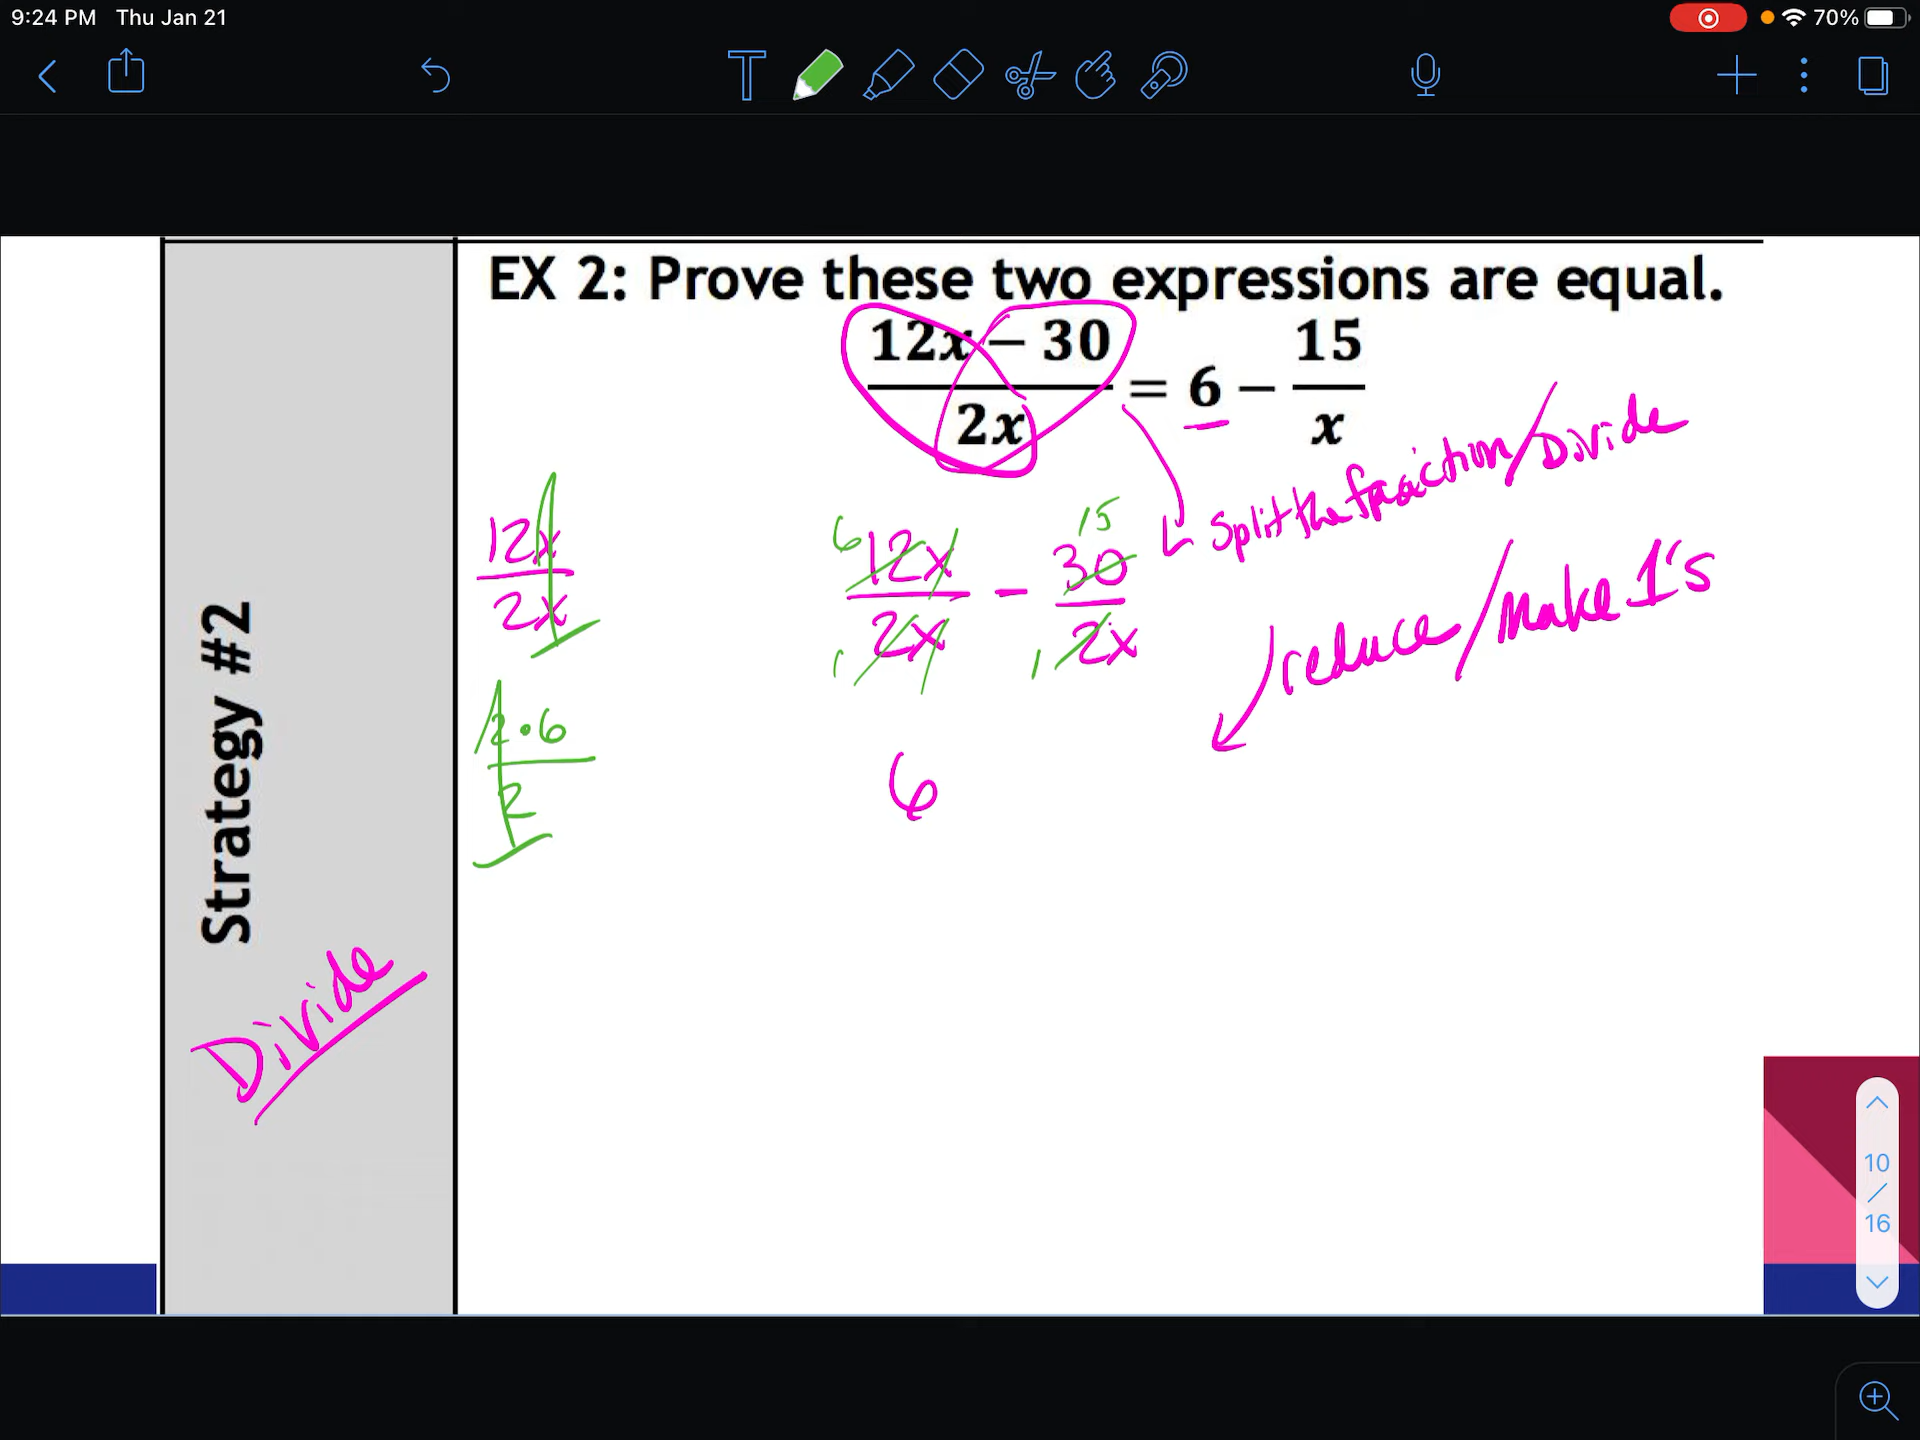 9:24 PM Thu Jan 21
70%
T
EX 2: Prove these two expressions are equal.
12x − 30 / 2x = 6 − 15 / x
Split the fraction/Divide
12x / 2x
6 12x / 1 2x − 15 30 / 1 2x
reduce/Make 1's
2 • 6 / 2
6
Strategy #2
Divide
10
/
16